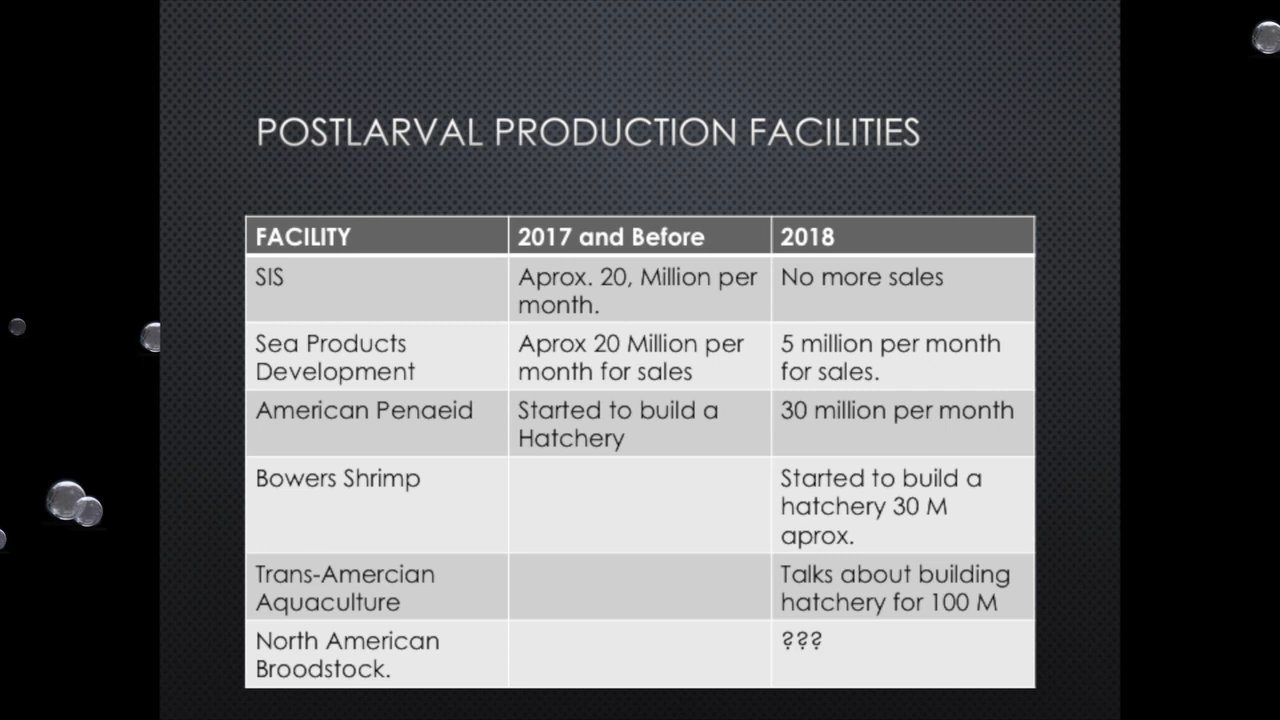 POSTLARVAL PRODUCTION FACILITIES
FACILITY
2017 and Before
2018
SIS
Aprox. 20, Million per
month.
No more sales
Sea Products
Development
Aprox 20 Million per
month for sales
5 million per month
for sales.
American Penaeid
Started to build a
Hatchery
30 million per month
Bowers Shrimp
Started to build a
hatchery 30 M
aprox.
Trans-Amercian
Aquaculture
Talks about building
hatchery for 100 M
North American
Broodstock.
???